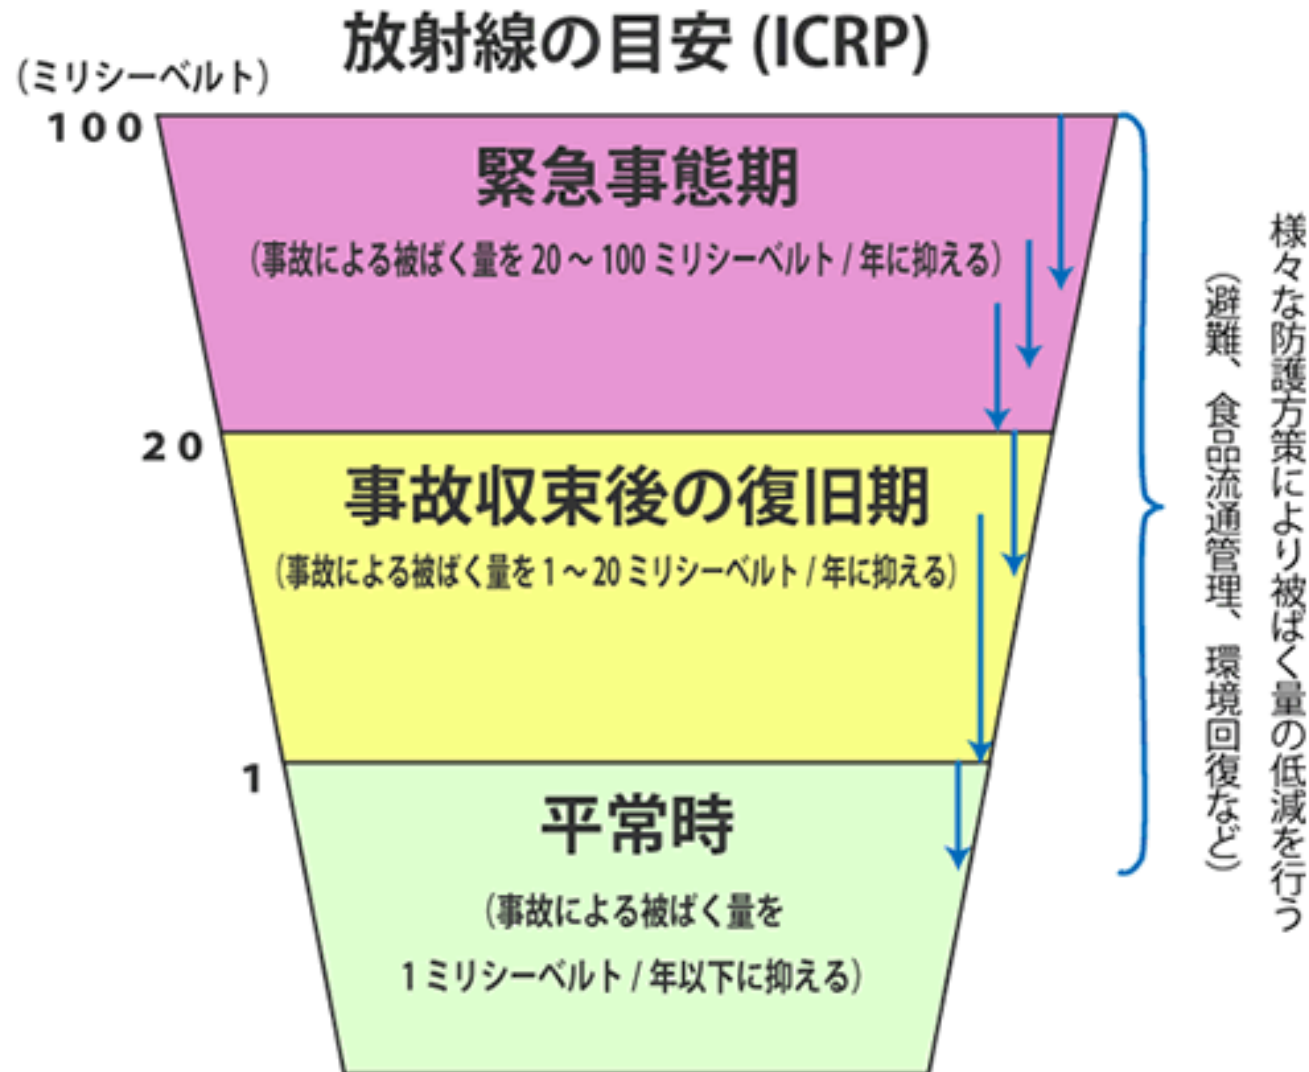 放射線の目安 (ICRP)
（ミリシーベルト）
100
緊急事態期
（事故による被ばく量を 20 ～ 100 ミリシーベルト / 年に抑える）
20
事故収束後の復旧期
（事故による被ばく量を 1 ～ 20 ミリシーベルト / 年に抑える）
1
平常時
（事故による被ばく量を
1 ミリシーベルト / 年以下に抑える）
様々な防護方策により被ばく量の低減を行う
（避難、食品流通管理、環境回復など）